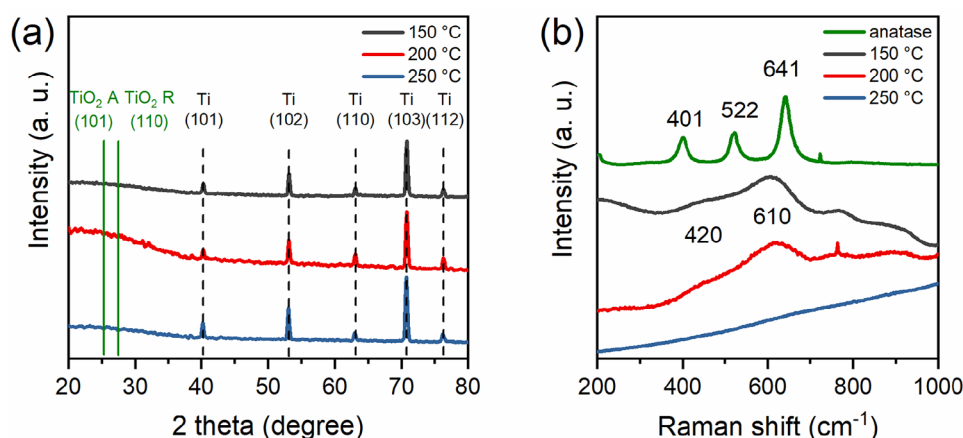 (a)
150 °C
200 °C
250 °C
TiO2 A
(101)
TiO2 R
(110)
Ti
(101)
Ti
(102)
Ti
(110)
Ti
(103)
Ti
(112)
Intensity (a. u.)
20 30 40 50 60 70 80
2 theta (degree)
(b)
anatase
150 °C
200 °C
250 °C
401
522
641
420
610
Intensity (a. u.)
200 400 600 800 1000
Raman shift (cm-1)